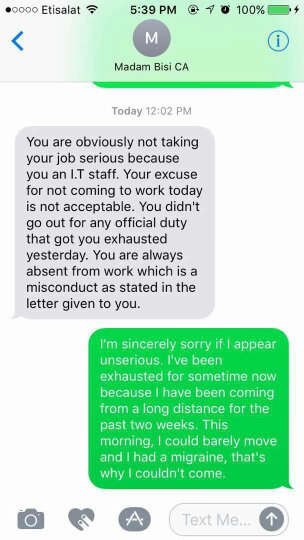 Etisalat 5:39 PM 100%
M
Madam Bisi CA
Today 12:02 PM
You are obviously not taking
your job serious because
you an I.T staff. Your excuse
for not coming to work today
is not acceptable. You didn't
go out for any official duty
that got you exhausted
yesterday. You are always
absent from work which is a
misconduct as stated in the
letter given to you.
I'm sincerely sorry if I appear
unserious. I've been
exhausted for sometime now
because I have been coming
from a long distance for the
past two weeks. This
morning, I could barely move
and I had a migraine, that's
why I couldn't come.
Text Me...